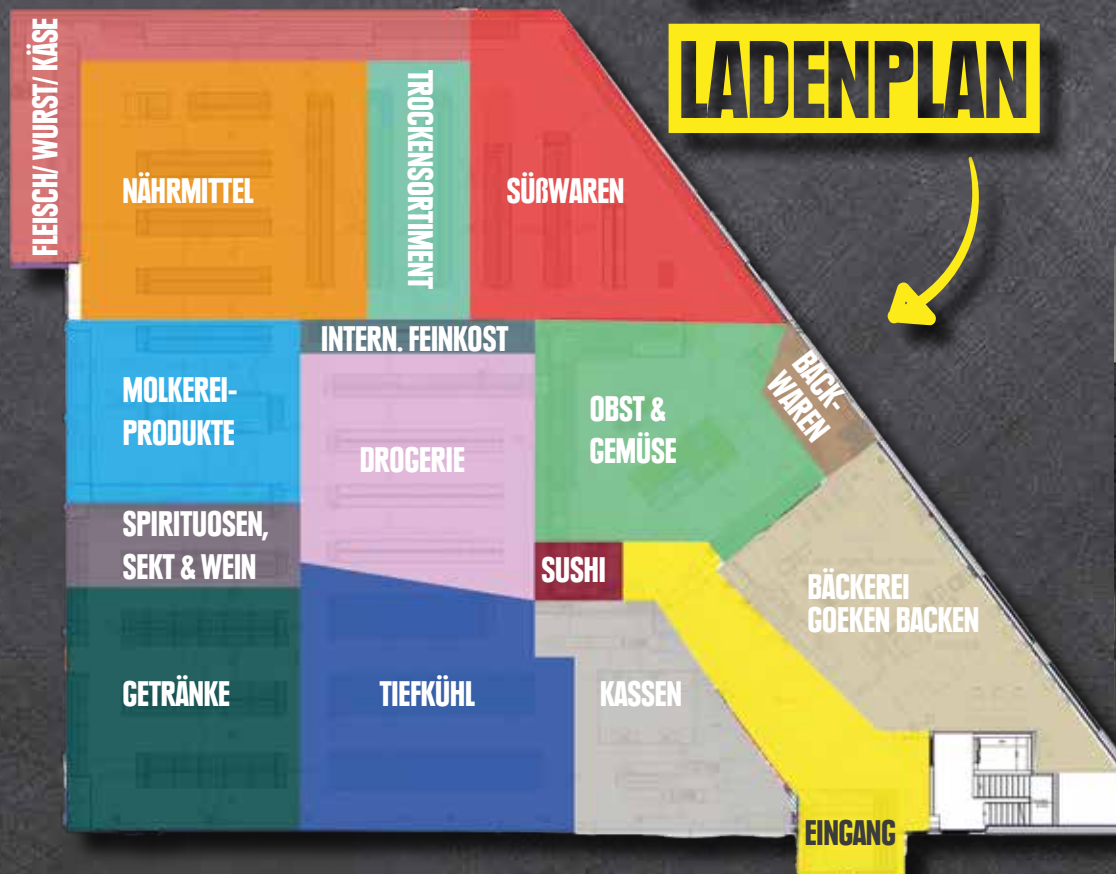 LADENPLAN
FLEISCH/ WURST/ KÄSE
NÄHRMITTEL
TROCKENSORTIMENT
SÜßWAREN
INTERN. FEINKOST
MOLKEREI-
PRODUKTE
DROGERIE
OBST &
GEMÜSE
BACK-
WAREN
SPIRITUOSEN,
SEKT & WEIN
SUSHI
BÄCKEREI
GOEKEN BACKEN
GETRÄNKE
TIEFKÜHL
KASSEN
EINGANG